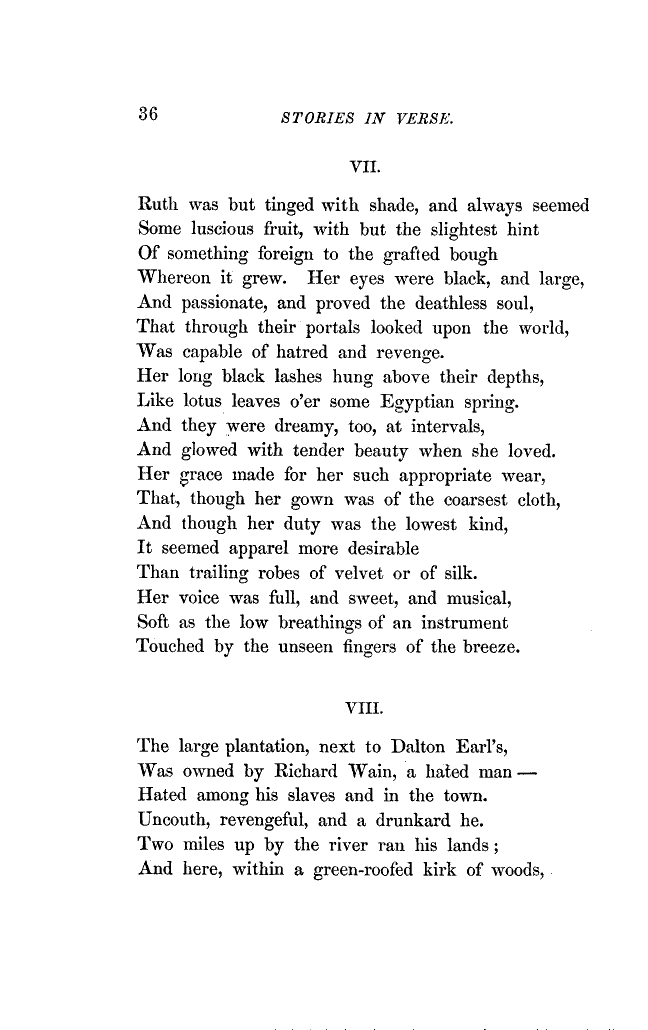 36 STORIES IN VERSE.
VII.
Ruth was but tinged with shade, and always seemed
Some luscious fruit, with but the slightest hint
Of something foreign to the grafted bough
Whereon it grew. Her eyes were black, and large,
And passionate, and proved the deathless soul,
That through their portals looked upon the world,
Was capable of hatred and revenge.
Her long black lashes hung above their depths,
Like lotus leaves o'er some Egyptian spring.
And they were dreamy, too, at intervals,
And glowed with tender beauty when she loved.
Her grace made for her such appropriate wear,
That, though her gown was of the coarsest cloth,
And though her duty was the lowest kind,
It seemed apparel more desirable
Than trailing robes of velvet or of silk.
Her voice was full, and sweet, and musical,
Soft as the low breathings of an instrument
Touched by the unseen fingers of the breeze.
VIII.
The large plantation, next to Dalton Earl's,
Was owned by Richard Wain, a hated man —
Hated among his slaves and in the town.
Uncouth, revengeful, and a drunkard he.
Two miles up by the river ran his lands ;
And here, within a green-roofed kirk of woods,